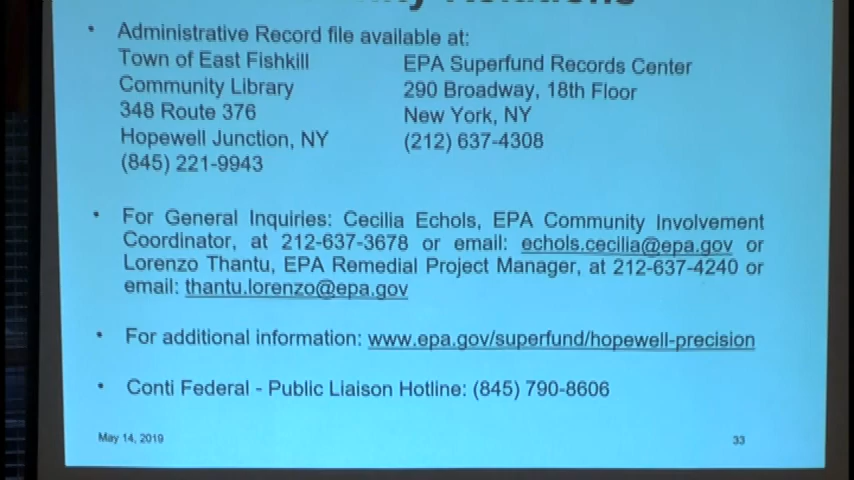 • Administrative Record file available at:
Town of East Fishkill
Community Library
348 Route 376
Hopewell Junction, NY
(845) 221-9943
EPA Superfund Records Center
290 Broadway, 18th Floor
New York, NY
(212) 637-4308
• For General Inquiries: Cecilia Echols, EPA Community Involvement
Coordinator, at 212-637-3678 or email: echols.cecilia@epa.gov or
Lorenzo Thantu, EPA Remedial Project Manager, at 212-637-4240 or
email: thantu.lorenzo@epa.gov
• For additional information: www.epa.gov/superfund/hopewell-precision
• Conti Federal - Public Liaison Hotline: (845) 790-8606
May 14, 2019
33